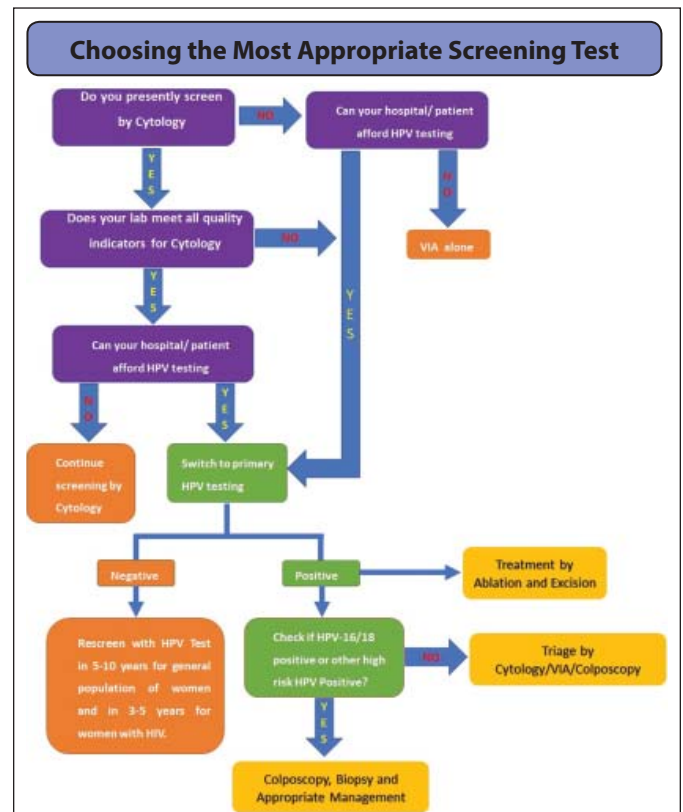 Choosing the Most Appropriate Screening Test
Do you presently screen
by Cytology
NO
Can your hospital/ patient
afford HPV testing
YES
NO
Does your lab meet all quality
indicators for Cytology
NO
VIA alone
YES
YES
Can your hospital/ patient
afford HPV testing
NO
YES
Continue
screening by
Cytology
Switch to primary
HPV testing
Negative
Positive
Treatment by
Ablation and Excision
Rescreen with HPV Test
in 5-10 years for general
population of women
and in 3-5 years for
women with HIV.
Check if HPV-16/18
positive or other high
risk HPV Positive?
NO
Triage by
Cytology/VIA/Colposcopy
YES
Colposcopy, Biopsy and
Appropriate Management